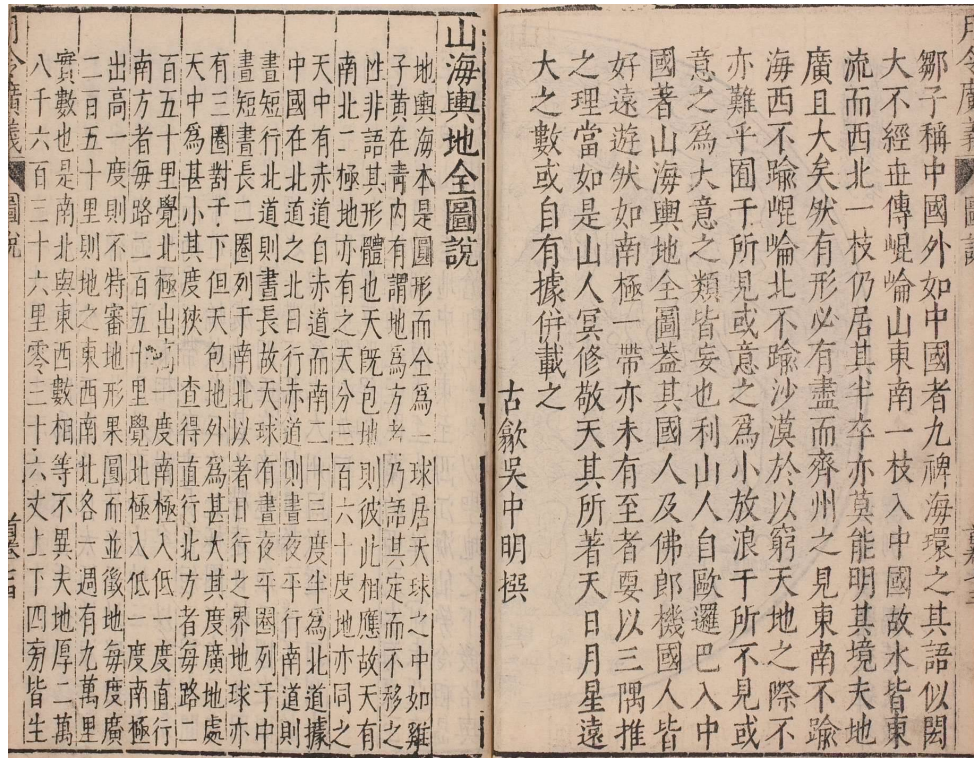 鄒子稱中國外如中國者九裨海環之其語似閎
大不經世傳崐崘山東南一枝入中國故水皆東
流而西北一枝仍居其半卒亦莫能明其境夫地
廣且大矣然有形必有盡而齊州之見東南不踰
海西不踰崐崘北不踰沙漠於以窮天地之際不
亦難乎囿于所見或意之爲小放浪于所不見或
意之爲大意之類皆妄也利山人自歐邏巴入中
國著山海輿地全圖蓋其國人及佛郎機國人皆
好遠遊然如南極一帶亦未有至者要以三隅推
之理當如是山人冥修敬天其所著天日月星遠
大之數或自有據併載之
古歙吳中明撰
山海輿地全圖說
地輿海本是圓形而仝爲一球居天球之中如雞
子黃在青内有謂地爲方者乃語其定而不移之
性非語其形體也天旣包地則彼此相應故天有
南北二極地亦有之天分三百六十度地亦同之
天中有赤道自赤道而南二十三度半爲北道據
中國在北道之北日行赤道則晝夜平行南道則
晝短行北道則晝長故天球有晝夜平圈列于中
晝短晝長二圈列于南北以著日行之界地球亦
有三圈對于下但天包地外爲甚大其度廣地處
天中爲甚小其度狹查得直行北方者每路二
百五十里覺北極出高一度南極入低一度直行
南方者每路二百五十里覺北極入低一度南極
出高一度則不特審地形果圓而並徵地每度廣
二百五十里則地之東西南北各一週有九萬里
實數也是南北與東西數相等不異夫地厚二萬
八千六百三十六里零三十六丈上下四旁皆生
月令廣義
圖說